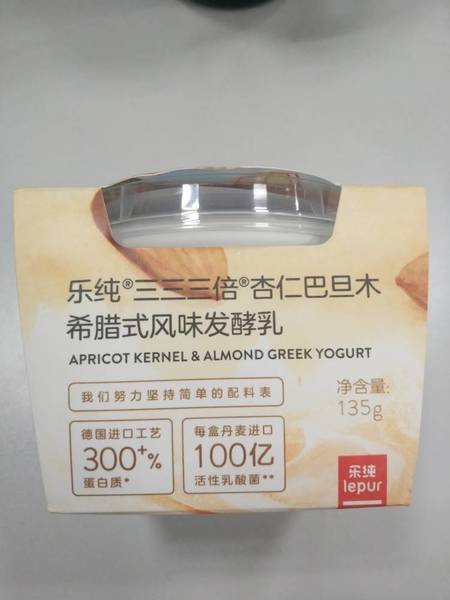 乐纯®三三三倍®杏仁巴旦木
希腊式风味发酵乳
APRICOT KERNEL & ALMOND GREEK YOGURT
我们努力坚持简单的配料表
净含量:
135g
德国进口工艺
300+%
蛋白质*
每盒丹麦进口
100亿
活性乳酸菌**
乐纯
lepur